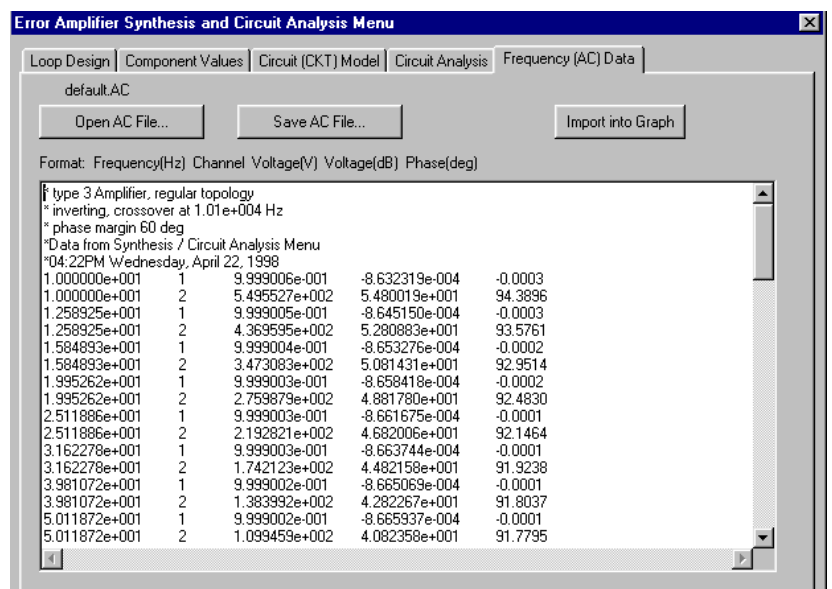 Error Amplifier Synthesis and Circuit Analysis Menu
Loop Design Component Values Circuit (CKT) Model Circuit Analysis Frequency (AC) Data
default.AC
Open AC File... Save AC File... Import into Graph
Format: Frequency(Hz) Channel Voltage(V) Voltage(dB) Phase(deg)
* type 3 Amplifier, regular topology
* inverting, crossover at 1.01e+004 Hz
* phase margin 60 deg
*Data from Synthesis / Circuit Analysis Menu
*04:22PM Wednesday, April 22, 1998
1.000000e+001 1 9.999006e-001 -8.632319e-004 -0.0003
1.000000e+001 2 5.495527e+002 5.480019e+001 94.3896
1.258925e+001 1 9.999005e-001 -8.645150e-004 -0.0003
1.258925e+001 2 4.369595e+002 5.280883e+001 93.5761
1.584893e+001 1 9.999004e-001 -8.653276e-004 -0.0002
1.584893e+001 2 3.473083e+002 5.081431e+001 92.9514
1.995262e+001 1 9.999003e-001 -8.658418e-004 -0.0002
1.995262e+001 2 2.759879e+002 4.881780e+001 92.4830
2.511886e+001 1 9.999003e-001 -8.661675e-004 -0.0001
2.511886e+001 2 2.192821e+002 4.682006e+001 92.1464
3.162278e+001 1 9.999003e-001 -8.663744e-004 -0.0001
3.162278e+001 2 1.742123e+002 4.482158e+001 91.9238
3.981072e+001 1 9.999002e-001 -8.665069e-004 -0.0001
3.981072e+001 2 1.383992e+002 4.282267e+001 91.8037
5.011872e+001 1 9.999002e-001 -8.665937e-004 -0.0001
5.011872e+001 2 1.099459e+002 4.082358e+001 91.7795